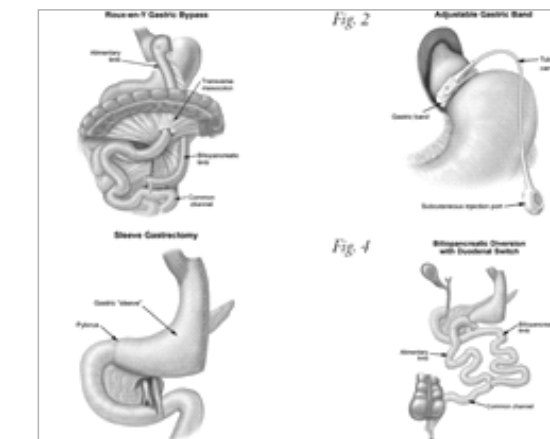 Roux-en-Y Gastric Bypass
Alimentary
limb
Transverse
mesocolon
Biliopancreatic
limb
Common
channel
Fig. 2
Adjustable Gastric Band
Gastric band
Subcutaneous injection port
Sleeve Gastrectomy
Gastric "sleeve"
Pylorus
Fig. 4
Biliopancreatic Diversion
with Duodenal Switch
limb
Alimentary
limb
Common channel